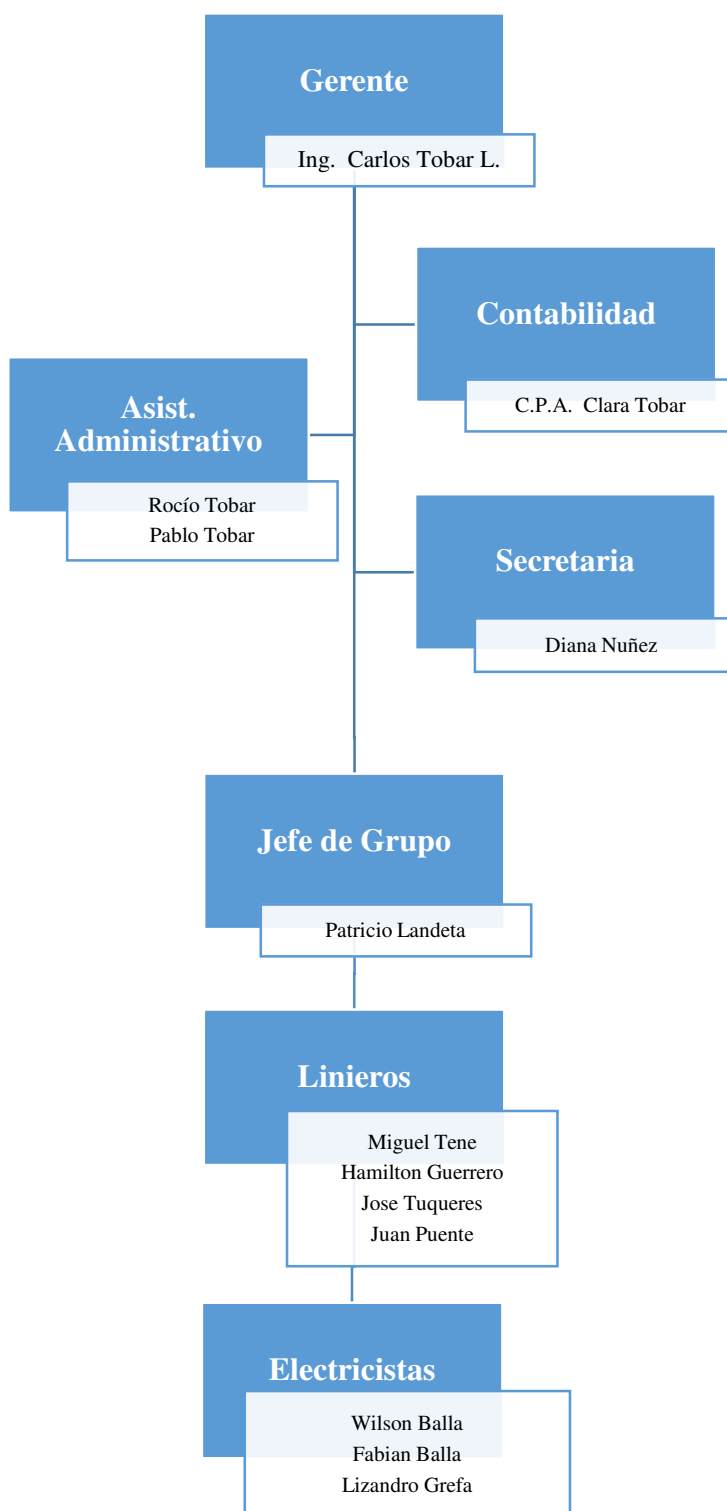 Gerente
Ing. Carlos Tobar L.
Contabilidad
C.P.A. Clara Tobar
Asist.
Administrativo
Rocío Tobar
Pablo Tobar
Secretaria
Diana Nuñez
Jefe de Grupo
Patricio Landeta
Linieros
Miguel Tene
Hamilton Guerrero
Jose Tuqueres
Juan Puente
Electricistas
Wilson Balla
Fabian Balla
Lizandro Grefa